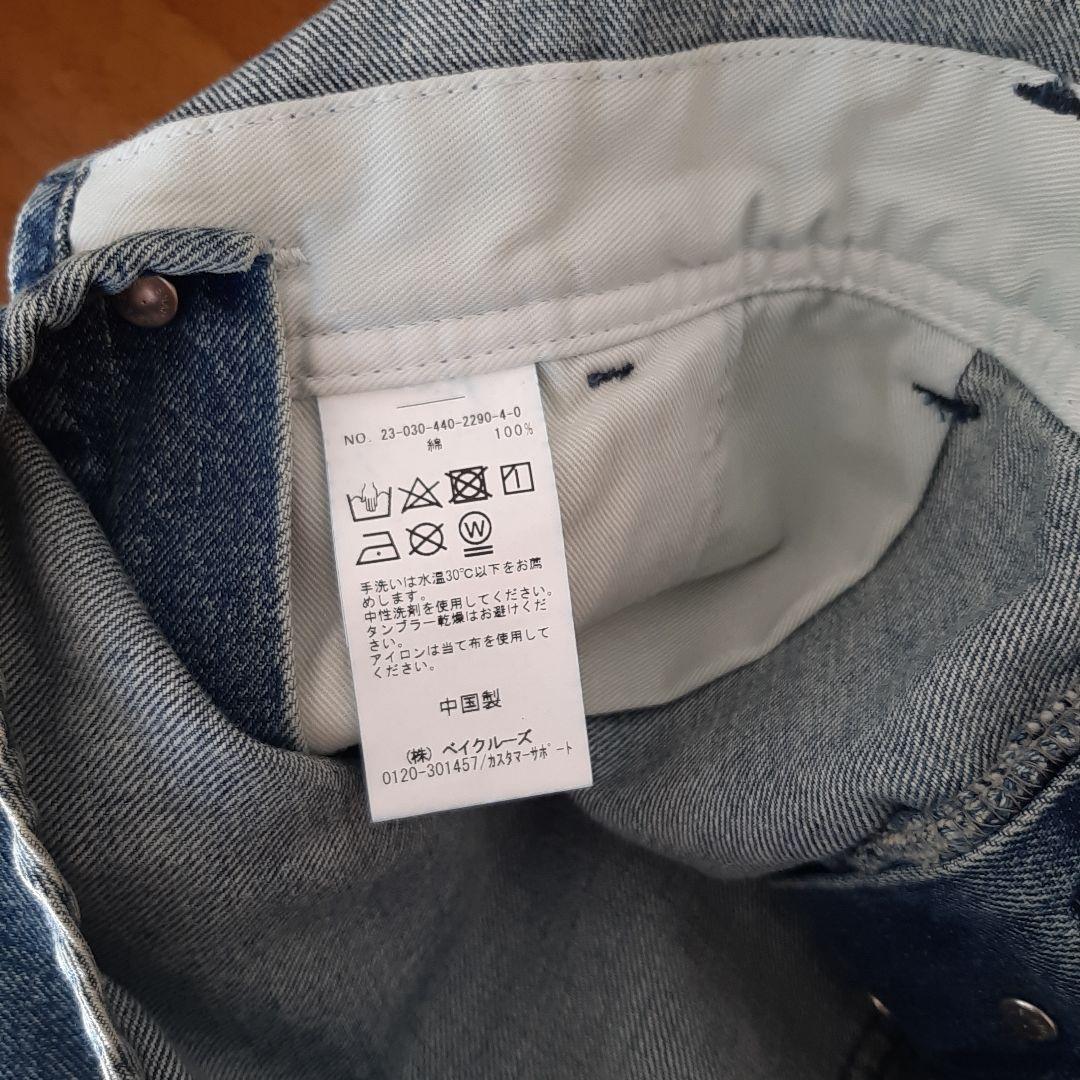 NO. 23-030-440-2290-4-0
綿 100%
W
手洗いは水温30℃以下をお薦
めします。
中性洗剤を使用してください。
タンブラー乾燥はお避けくだ
さい。
アイロンは当て布を使用して
ください。
中国製
(株) ベイクルーズ
0120-301457/カスタマーサポート